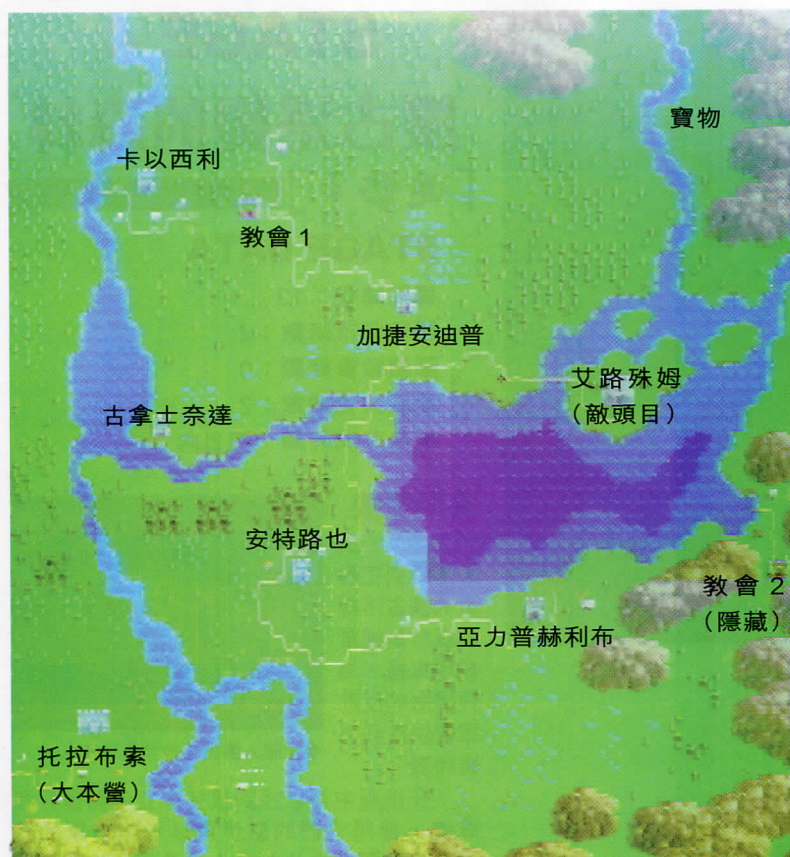 寶物
卡以西利
教會1
加捷安迪普
艾路殊姆
（敵頭目）
古拿士奈達
安特路也
教會2
（隱藏）
亞力普赫利布
托拉布索
（大本營）